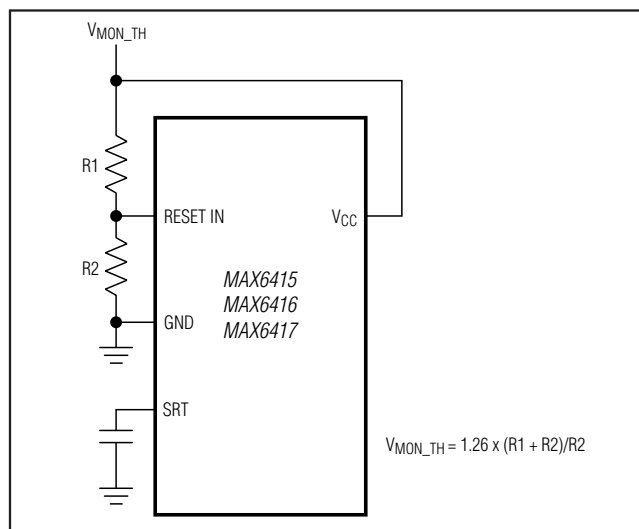 VMON_TH
R1
RESET IN
VCC
R2
MAX6415
MAX6416
MAX6417
GND
SRT
VMON_TH = 1.26 x (R1 + R2)/R2